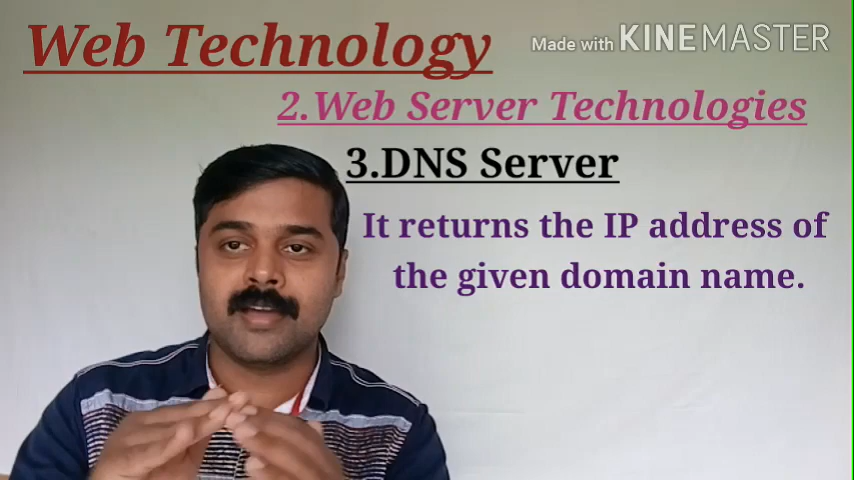 Web Technology
Made with KINEMASTER
2.Web Server Technologies
3.DNS Server
It returns the IP address of
the given domain name.